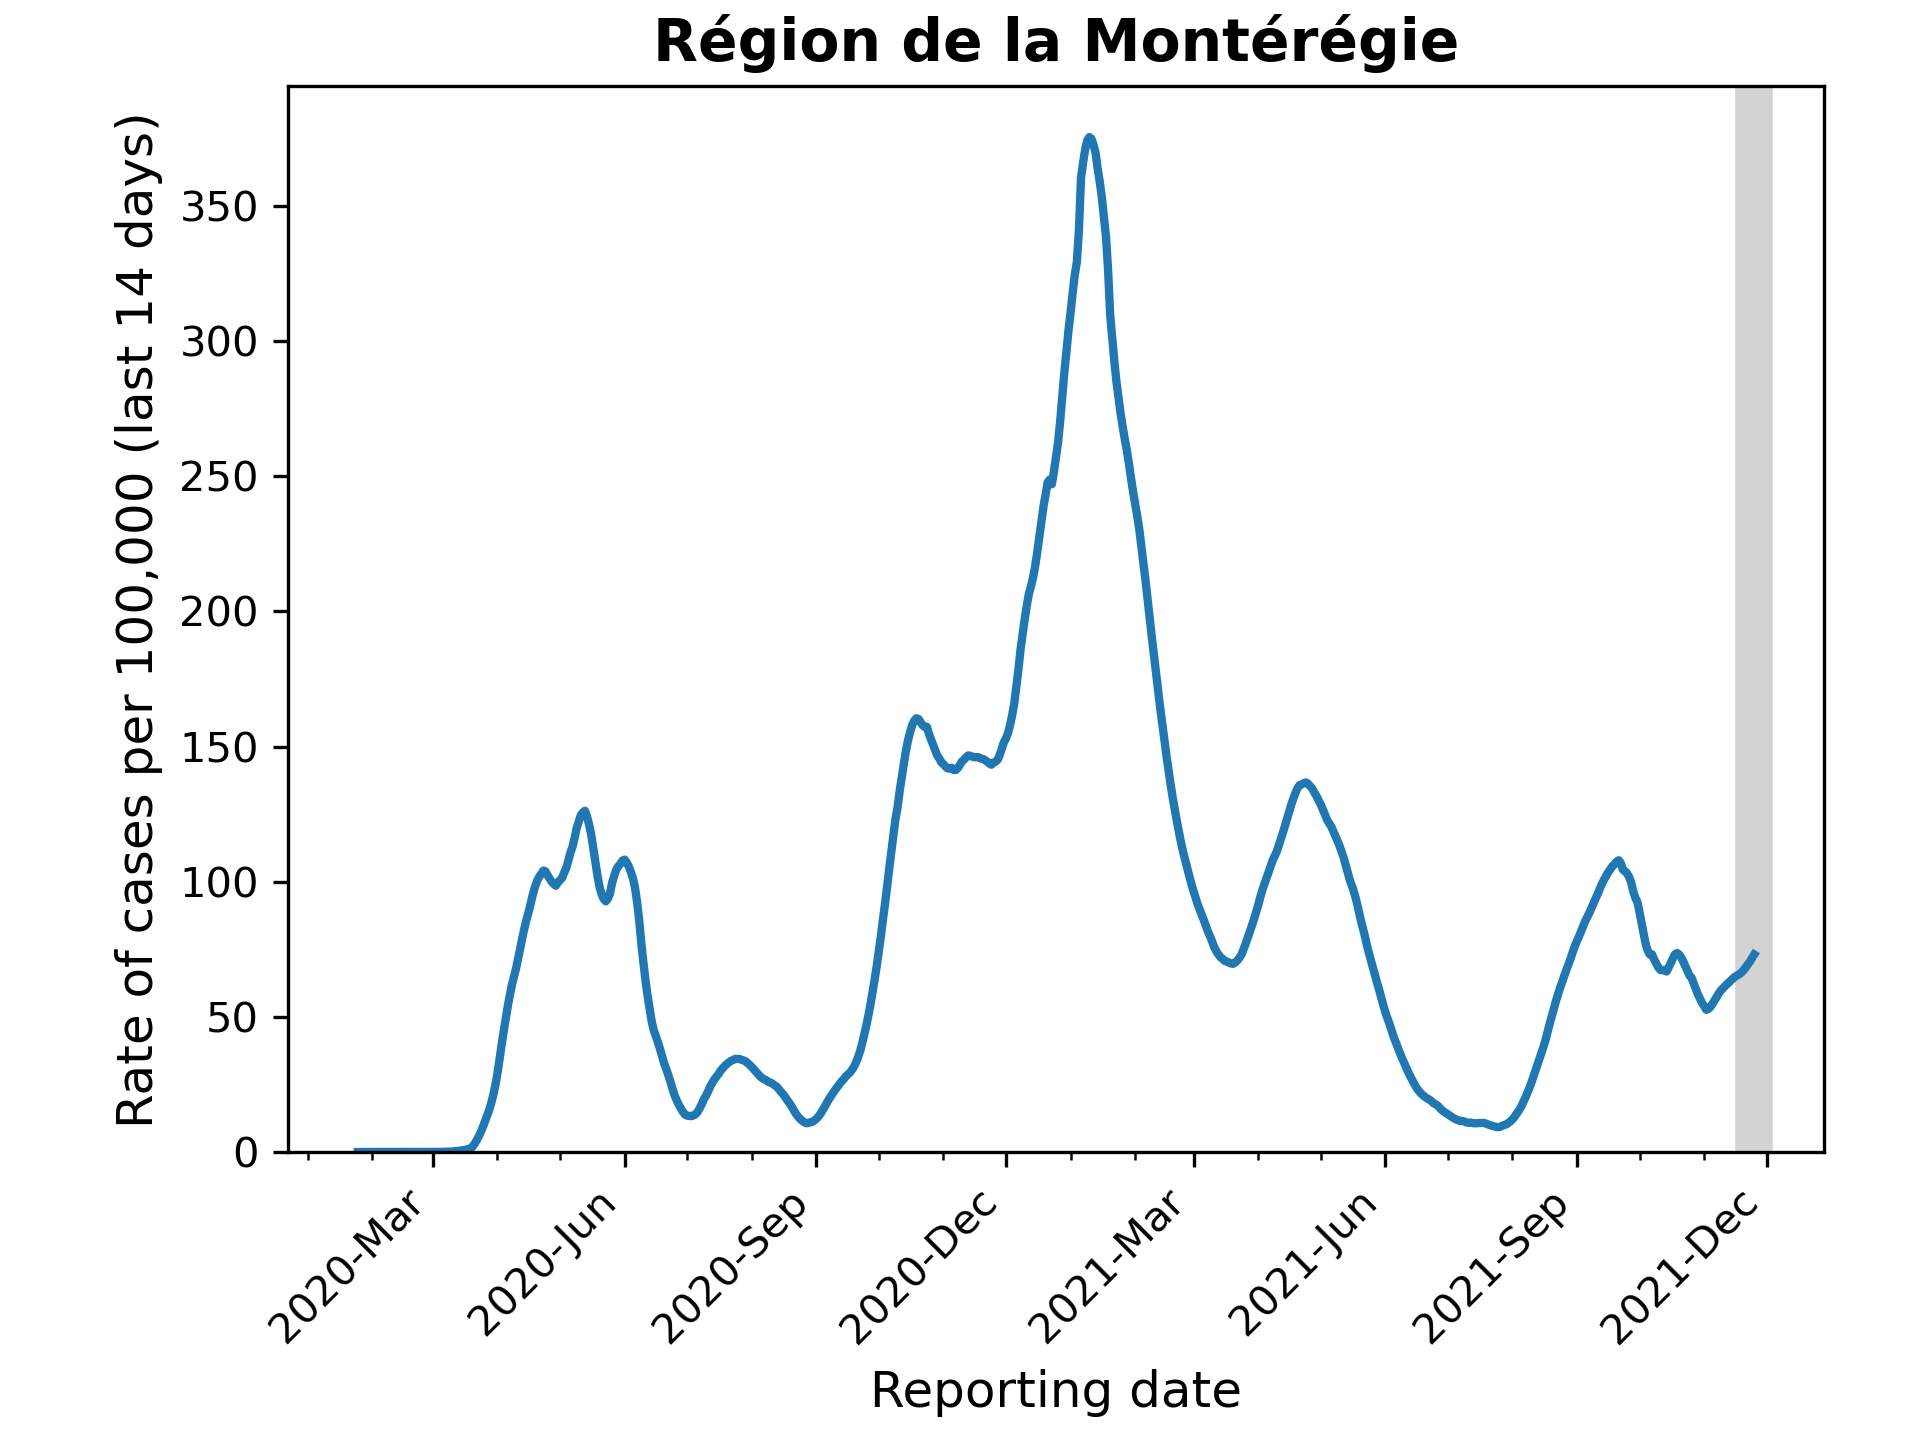 Région de la Montérégie
Rate of cases per 100,000 (last 14 days)
350
300
250
200
150
100
50
0
2020-Mar
2020-Jun
2020-Sep
2020-Dec
2021-Mar
2021-Jun
2021-Sep
2021-Dec
Reporting date